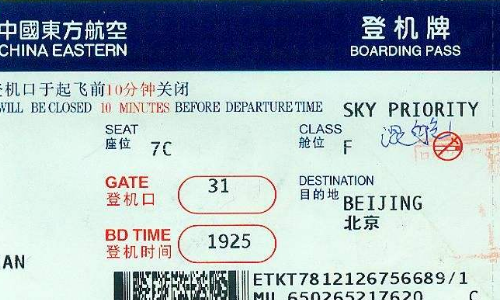 中國東方航空 登机牌
CHINA EASTERN BOARDING PASS
登机口于起飞前10分钟关闭
WILL BE CLOSED 10 MINUTES BEFORE DEPARTURE TIME
SKY PRIORITY
SEAT CLASS
座位 7C 舱位 F
GATE 31 DESTINATION
登机口 目的地 BEIJING
北京
BD TIME 1925
登机时间
AN
ETKT7812126756689/1
MU 650265217620 C